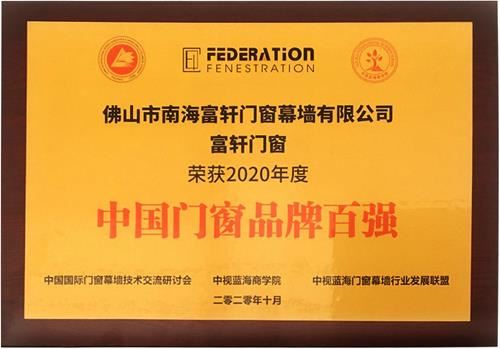 FEDERATION
FENESTRATION
佛山市南海富轩门窗幕墙有限公司
富轩门窗
荣获2020年度
中国门窗品牌百强
中国国际门窗幕墙技术交流研讨会 中视蓝海商学院 中视蓝海门窗幕墙行业发展联盟
二零二零年十月